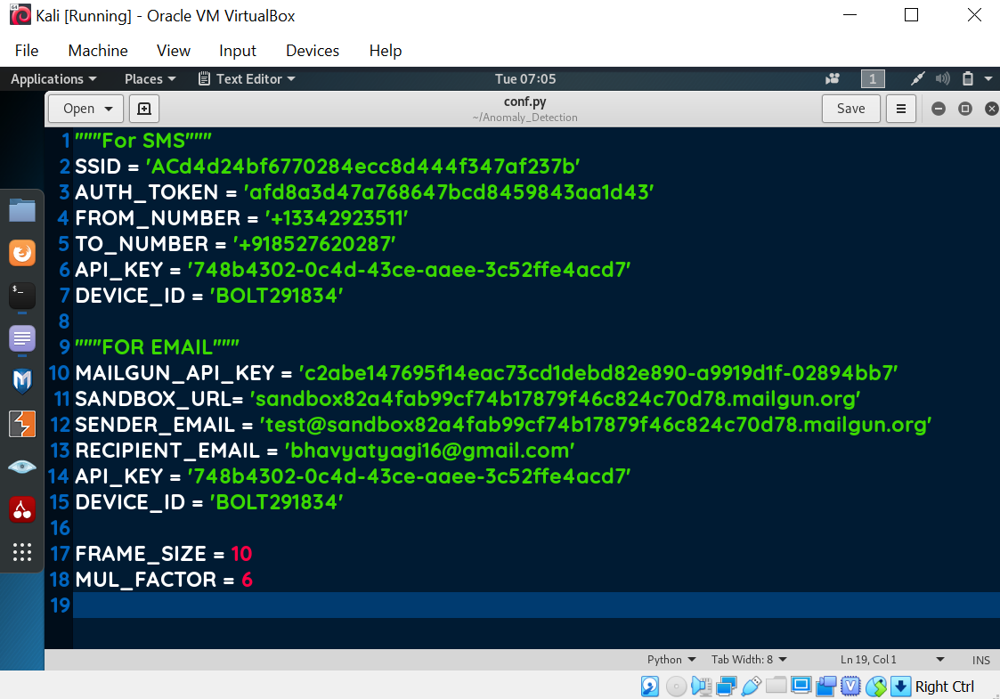 Kali [Running] - Oracle VM VirtualBox
File Machine View Input Devices Help
Applications Places Text Editor Tue 07:05 1
Open conf.py Save
~/Anomaly_Detection
1 """For SMS"""
2 SSID = 'ACd4d24bf6770284ecc8d444f347af237b'
3 AUTH_TOKEN = 'afd8a3d47a768647bcd8459843aa1d43'
4 FROM_NUMBER = '+13342923511'
5 TO_NUMBER = '+918527620287'
6 API_KEY = '748b4302-0c4d-43ce-aaee-3c52ffe4acd7'
7 DEVICE_ID = 'BOLT291834'
8
9 """FOR EMAIL"""
10 MAILGUN_API_KEY = 'c2abe147695f14eac73cd1debd82e890-a9919d1f-02894bb7'
11 SANDBOX_URL= 'sandbox82a4fab99cf74b17879f46c824c70d78.mailgun.org'
12 SENDER_EMAIL = 'test@sandbox82a4fab99cf74b17879f46c824c70d78.mailgun.org'
13 RECIPIENT_EMAIL = 'bhavyatyagi16@gmail.com'
14 API_KEY = '748b4302-0c4d-43ce-aaee-3c52ffe4acd7'
15 DEVICE_ID = 'BOLT291834'
16
17 FRAME_SIZE = 10
18 MUL_FACTOR = 6
19
Python Tab Width: 8 Ln 19, Col 1 INS
Right Ctrl